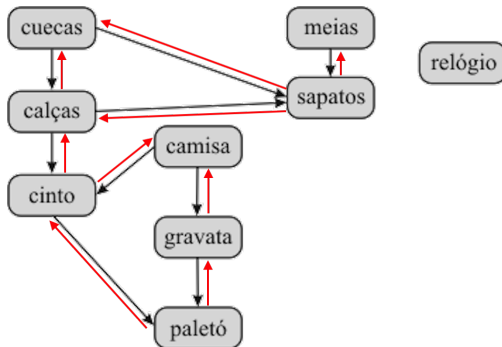 cuecas
meias
relógio
calças
sapatos
camisa
cinto
gravata
paletó